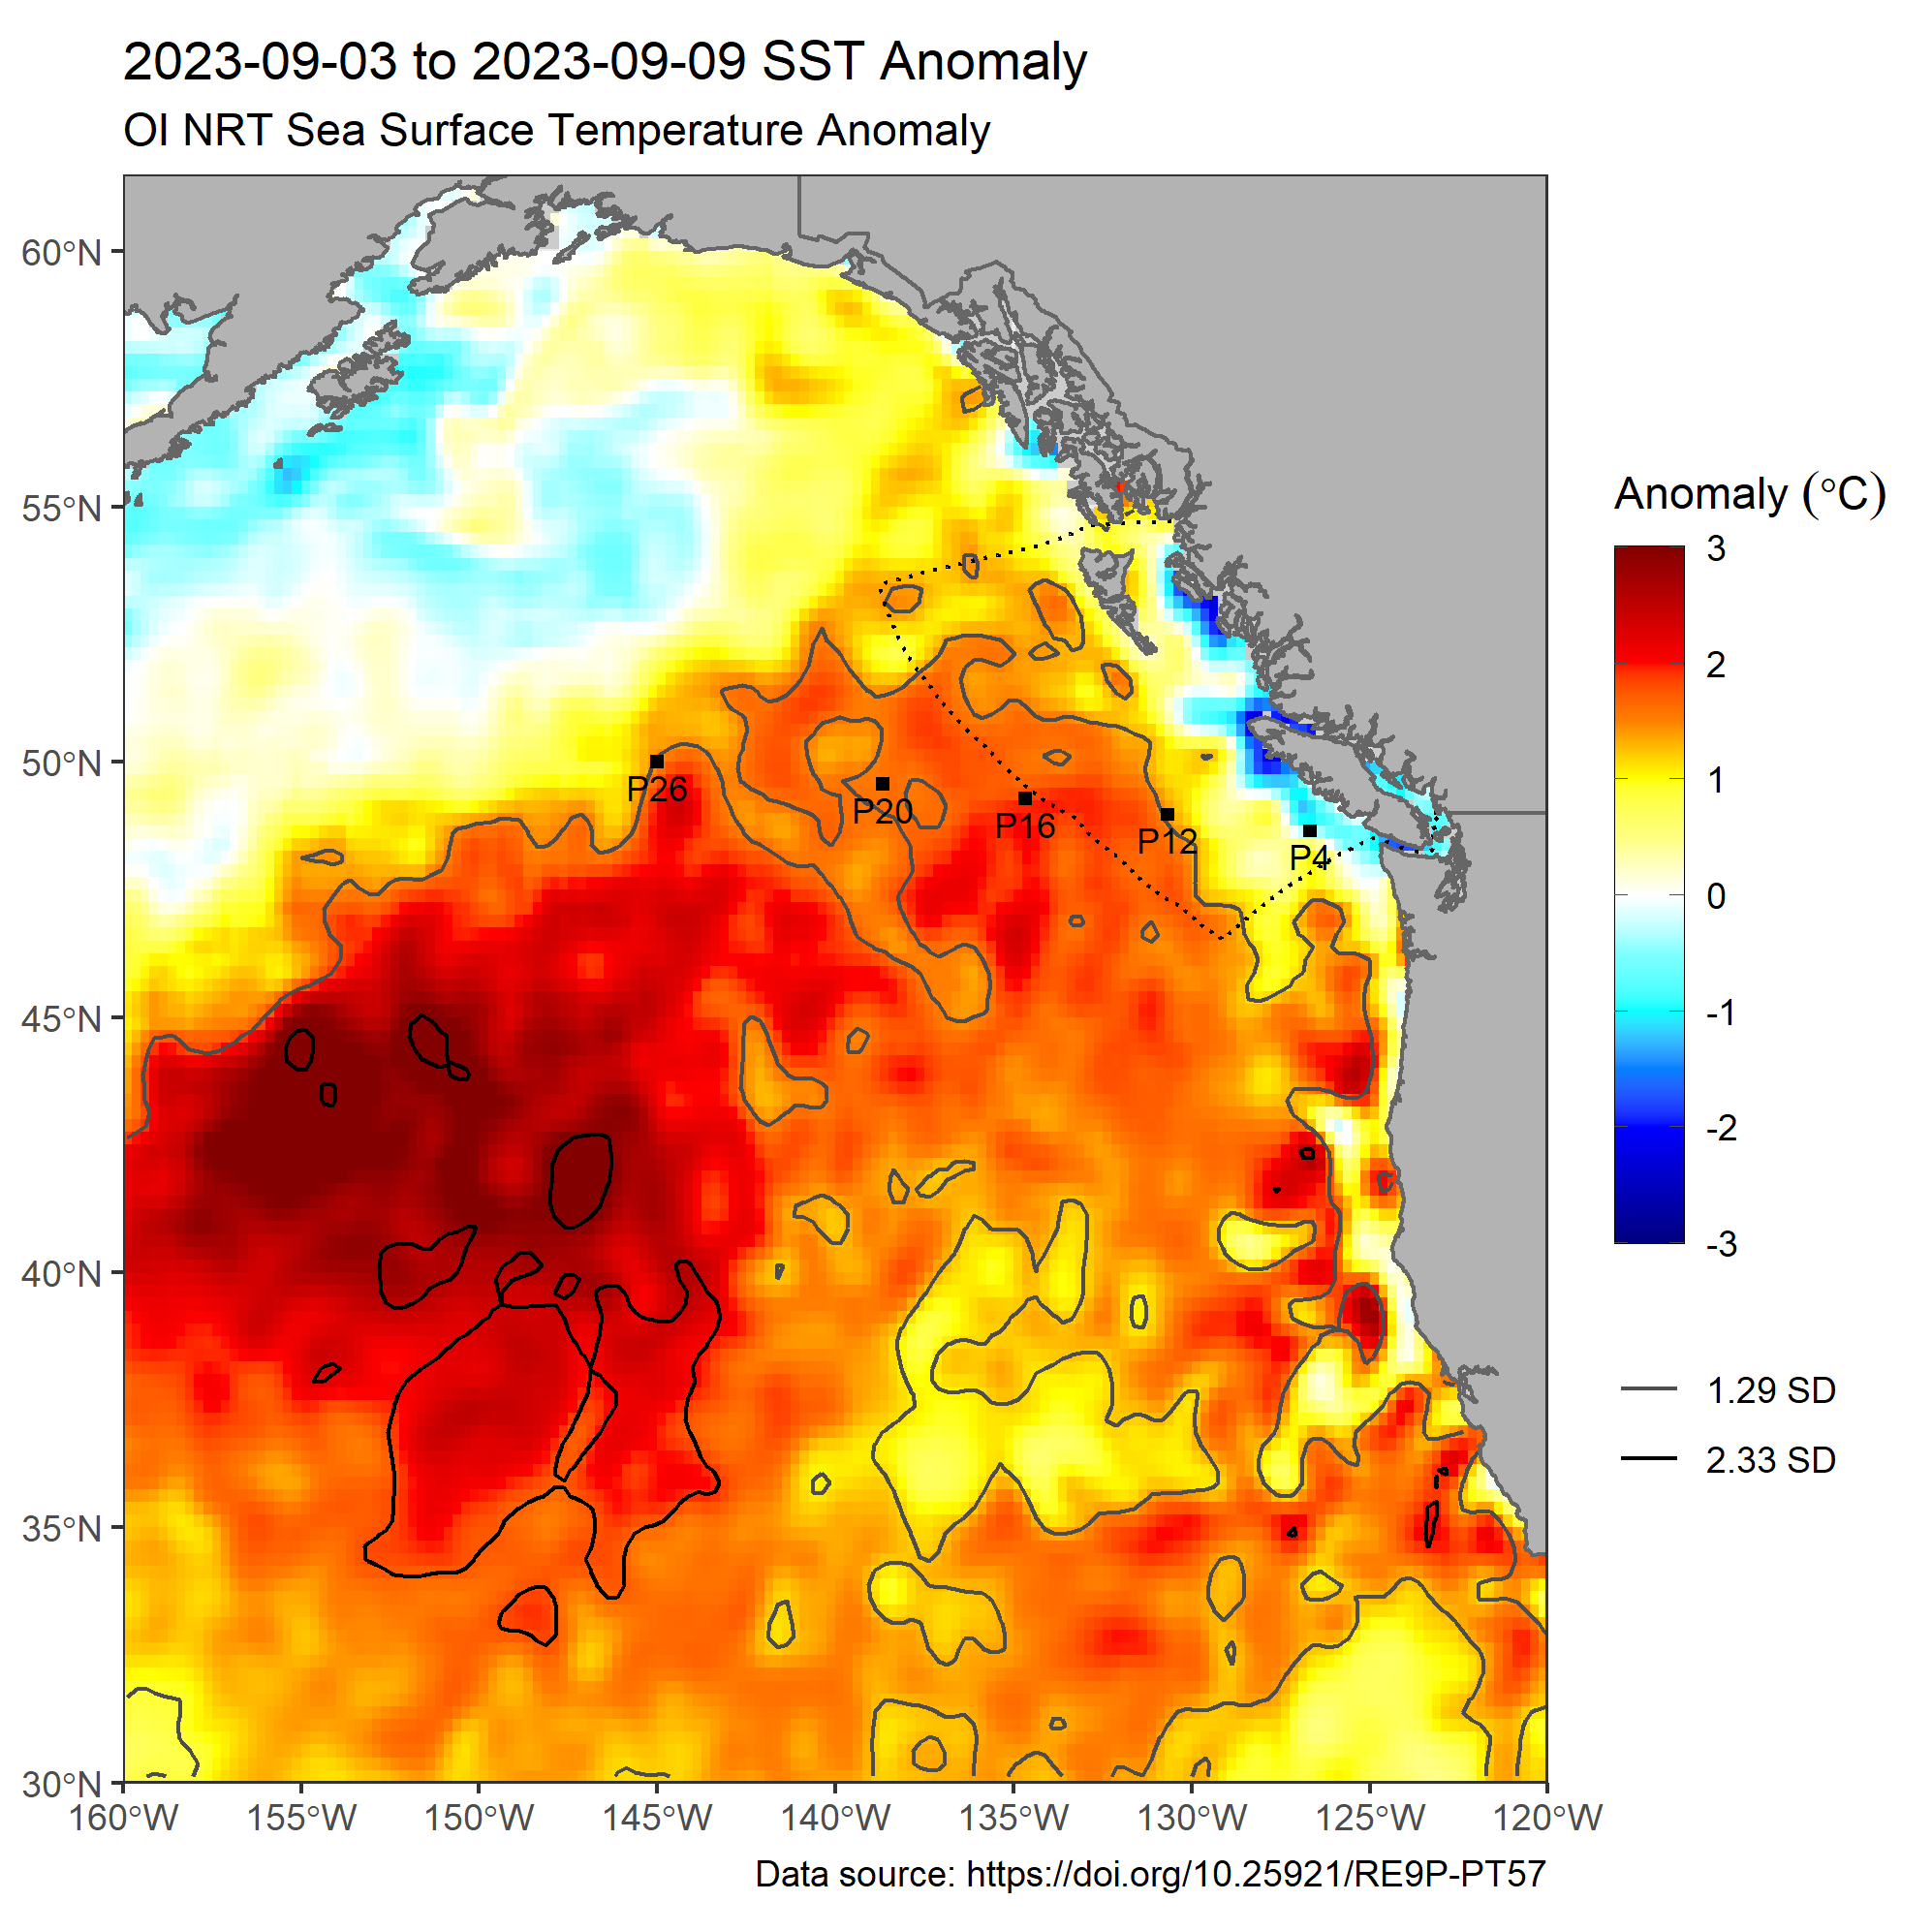 2023-09-03 to 2023-09-09 SST Anomaly
OI NRT Sea Surface Temperature Anomaly
60°N
55°N
50°N
45°N
40°N
35°N
30°N
P26
P20
P16
P12
P4
160°W
155°W
150°W
145°W
140°W
135°W
130°W
125°W
120°W
Anomaly (°C)
3
2
1
0
-1
-2
-3
1.29 SD
2.33 SD
Data source: https://doi.org/10.25921/RE9P-PT57